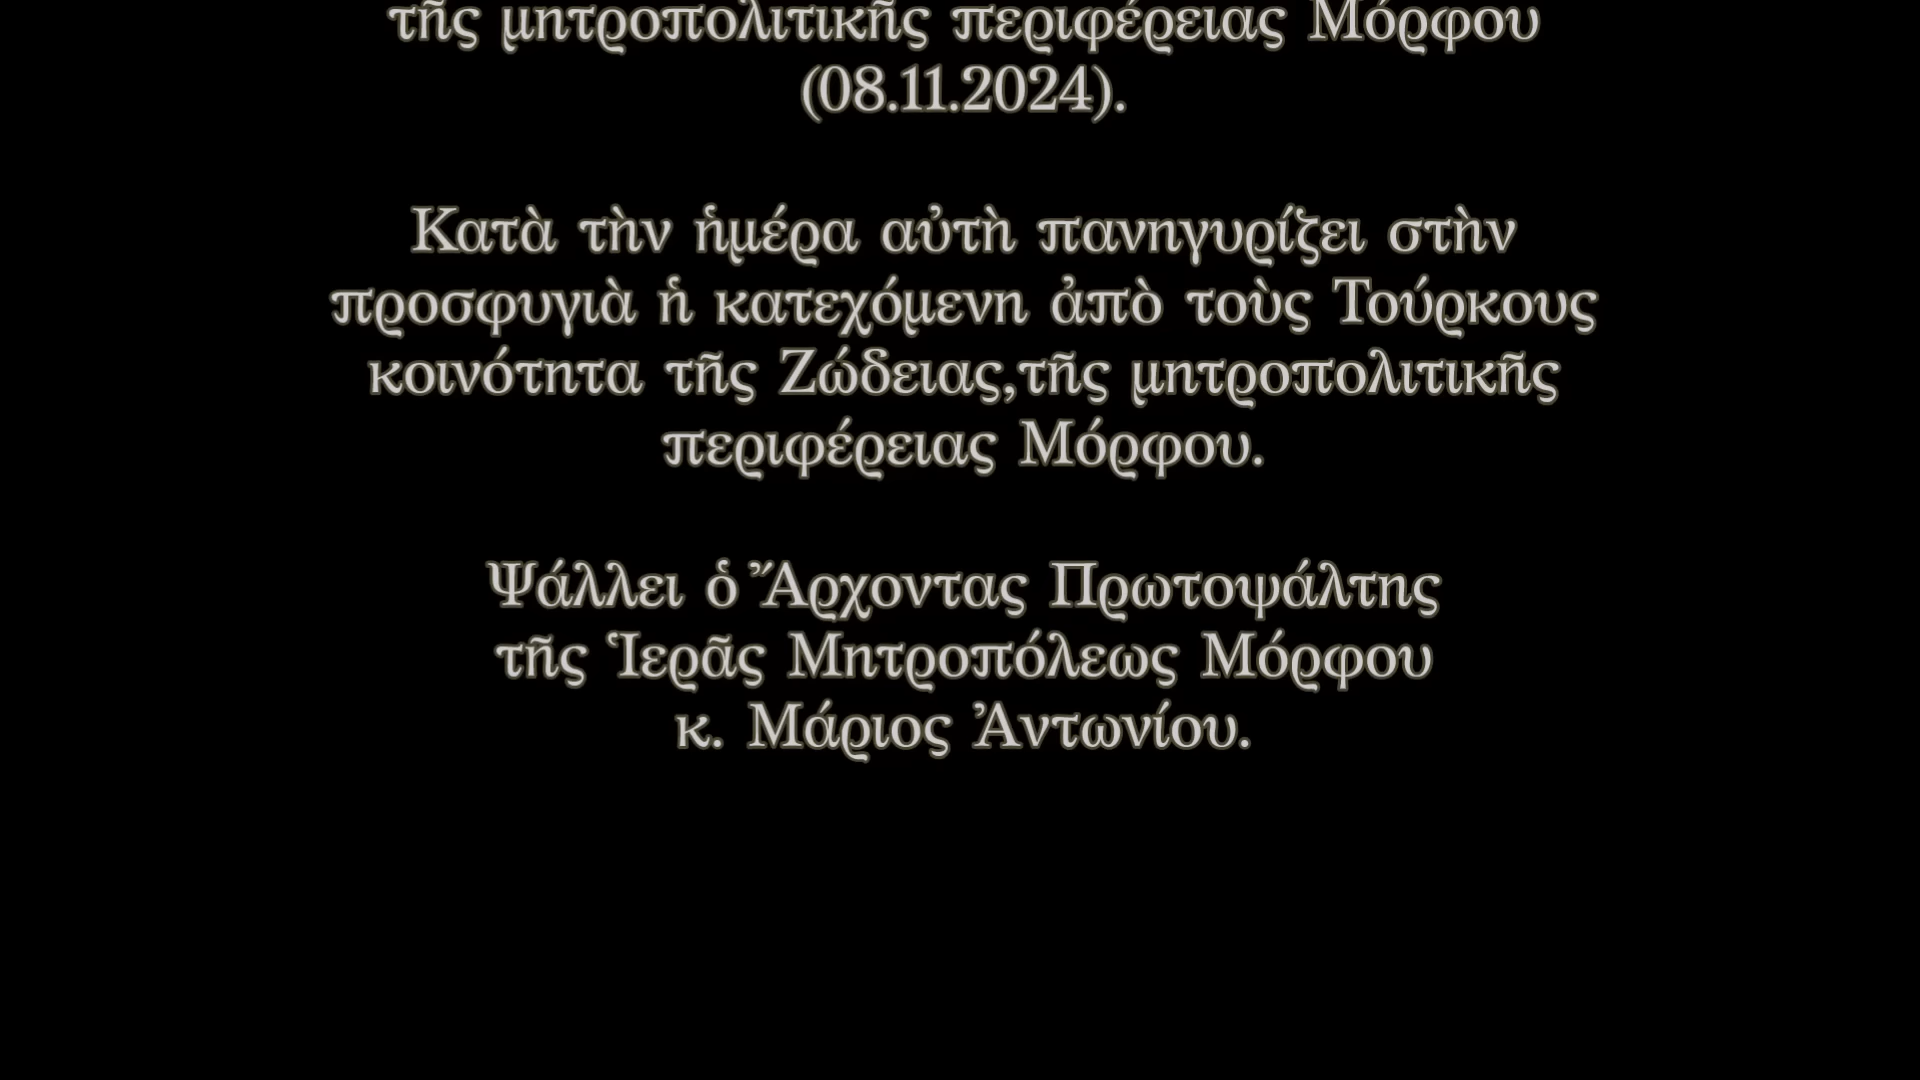 τῆς μητροπολιτικῆς περιφέρειας Μόρφου
(08.11.2024).
Κατὰ τὴν ἡμέρα αὐτὴ πανηγυρίζει στὴν
προσφυγιὰ ἡ κατεχόμενη ἀπὸ τοὺς Τούρκους
κοινότητα τῆς Ζώδειας,τῆς μητροπολιτικῆς
περιφέρειας Μόρφου.
Ψάλλει ὁ Ἄρχοντας Πρωτοψάλτης
τῆς Ἱερᾶς Μητροπόλεως Μόρφου
κ. Μάριος Ἀντωνίου.